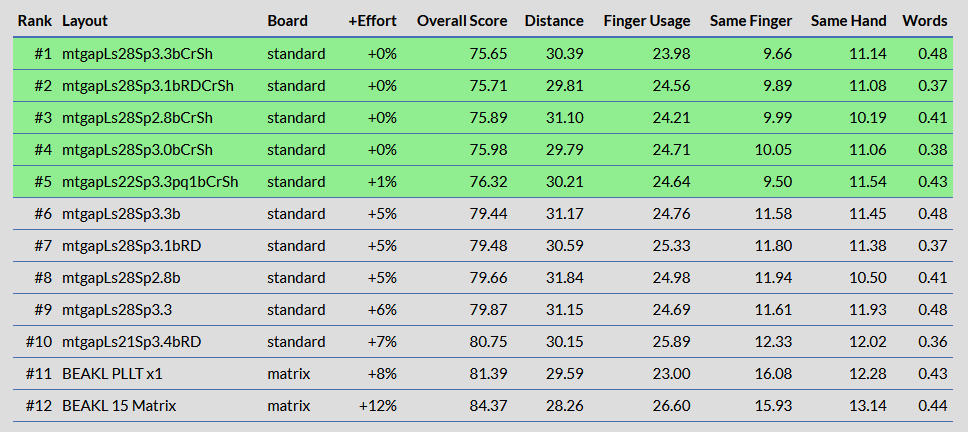 Rank Layout Board +Effort Overall Score Distance Finger Usage Same Finger Same Hand Words
#1 mtgapLs28Sp3.3bCrSh standard +0% 75.65 30.39 23.98 9.66 11.14 0.48
#2 mtgapLs28Sp3.1bRDCrSh standard +0% 75.71 29.81 24.56 9.89 11.08 0.37
#3 mtgapLs28Sp2.8bCrSh standard +0% 75.89 31.10 24.21 9.99 10.19 0.41
#4 mtgapLs28Sp3.0bCrSh standard +0% 75.98 29.79 24.71 10.05 11.06 0.38
#5 mtgapLs22Sp3.3pq1bCrSh standard +1% 76.32 30.21 24.64 9.50 11.54 0.43
#6 mtgapLs28Sp3.3b standard +5% 79.44 31.17 24.76 11.58 11.45 0.48
#7 mtgapLs28Sp3.1bRD standard +5% 79.48 30.59 25.33 11.80 11.38 0.37
#8 mtgapLs28Sp2.8b standard +5% 79.66 31.84 24.98 11.94 10.50 0.41
#9 mtgapLs28Sp3.3 standard +6% 79.87 31.15 24.69 11.61 11.93 0.48
#10 mtgapLs21Sp3.4bRD standard +7% 80.75 30.15 25.89 12.33 12.02 0.36
#11 BEAKL PLLT x1 matrix +8% 81.39 29.59 23.00 16.08 12.28 0.43
#12 BEAKL 15 Matrix matrix +12% 84.37 28.26 26.60 15.93 13.14 0.44